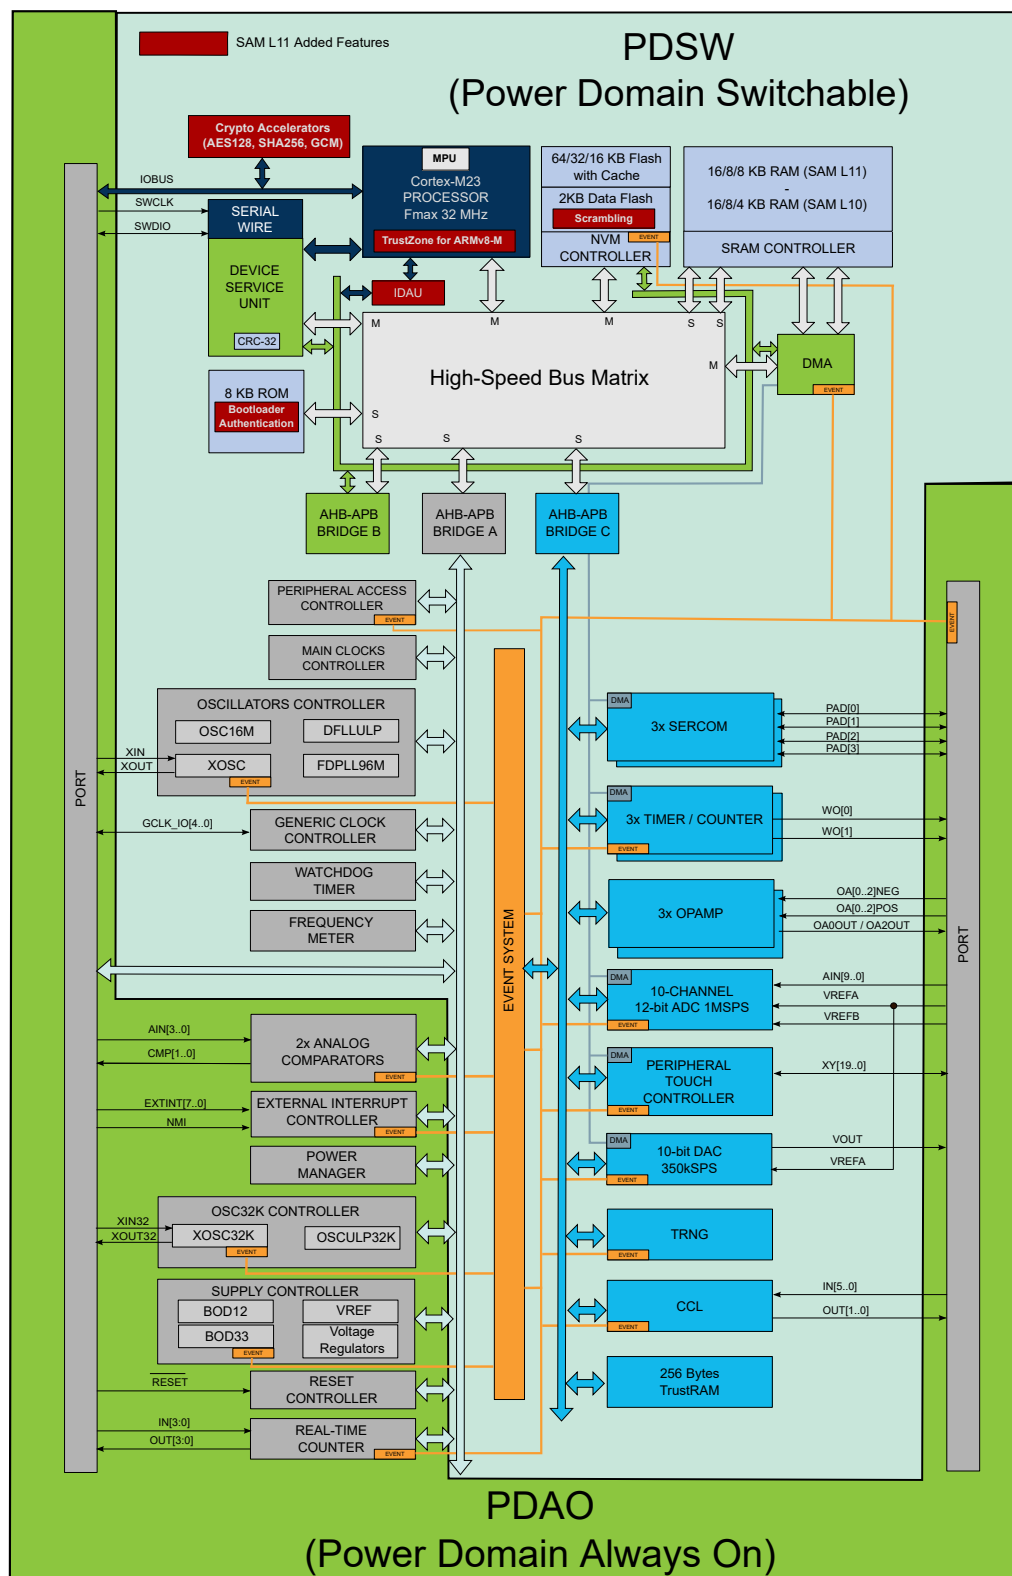 SAM L11 Added Features
PDSW
(Power Domain Switchable)
Crypto Accelerators
(AES128, SHA256, GCM)
IOBUS
SWCLK
SWDIO
SERIAL
WIRE
DEVICE
SERVICE
UNIT
CRC-32
MPU
Cortex-M23
PROCESSOR
Fmax 32 MHz
TrustZone for ARMv8-M
IDAU
64/32/16 KB Flash
with Cache
2KB Data Flash
Scrambling
EVENT
NVM
CONTROLLER
16/8/8 KB RAM (SAM L11)
-
16/8/4 KB RAM (SAM L10)
SRAM CONTROLLER
M
M
M
S
S
M
High-Speed Bus Matrix
S
S
S
S
DMA
EVENT
8 KB ROM
Bootloader
Authentication
AHB-APB
BRIDGE B
AHB-APB
BRIDGE A
AHB-APB
BRIDGE C
PORT
PERIPHERAL ACCESS
CONTROLLER
EVENT
MAIN CLOCKS
CONTROLLER
OSCILLATORS CONTROLLER
OSC16M
DFLLULP
XOSC
FDPLL96M
EVENT
XIN
XOUT
GCLK_IO[4..0]
GENERIC CLOCK
CONTROLLER
WATCHDOG
TIMER
FREQUENCY
METER
AIN[3..0]
CMP[1..0]
2x ANALOG
COMPARATORS
EVENT
EXTINT[7..0]
NMI
EXTERNAL INTERRUPT
CONTROLLER
EVENT
POWER
MANAGER
OSC32K CONTROLLER
XIN32
XOUT32
XOSC32K
OSCULP32K
EVENT
SUPPLY CONTROLLER
BOD12
VREF
BOD33
Voltage
Regulators
EVENT
RESET
RESET
CONTROLLER
IN[3:0]
OUT[3:0]
REAL-TIME
COUNTER
EVENT
EVENT SYSTEM
EVENT
PORT
DMA
3x SERCOM
PAD[0]
PAD[1]
PAD[2]
PAD[3]
DMA
3x TIMER / COUNTER
EVENT
WO[0]
WO[1]
3x OPAMP
OA[0..2]NEG
OA[0..2]POS
OA0OUT / OA2OUT
DMA
10-CHANNEL
12-bit ADC 1MSPS
EVENT
AIN[9..0]
VREFA
VREFB
DMA
PERIPHERAL
TOUCH
CONTROLLER
EVENT
XY[19..0]
DMA
10-bit DAC
350kSPS
EVENT
VOUT
VREFA
TRNG
EVENT
CCL
EVENT
IN[5..0]
OUT[1..0]
256 Bytes
TrustRAM
PDAO
(Power Domain Always On)